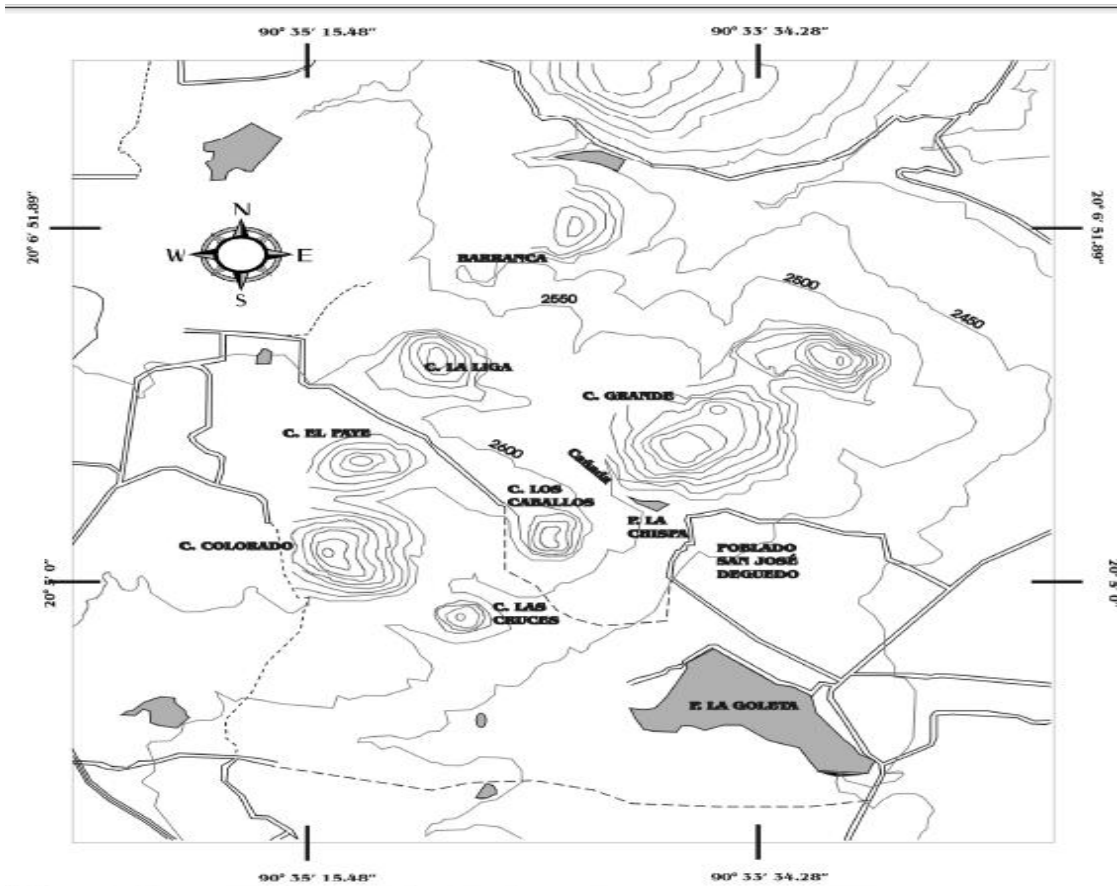 90° 35' 15.48"
90° 33' 34.28"
20° 6' 51.89"
20° 6' 51.89"
N
W
E
S
BARRANCA
2550
2500
2450
C. LA LIGA
C. GRANDE
C. EL PAYE
2600
Cañada
C. LOS
CABALLOS
P. LA
CHISPA
C. COLORADO
POBLADO
SAN JOSÉ
DEGUEDO
20° 5' 0"
20° 5' 0"
C. LAS
CRUCES
P. LA GOLETA
90° 35' 15.48"
90° 33' 34.28"